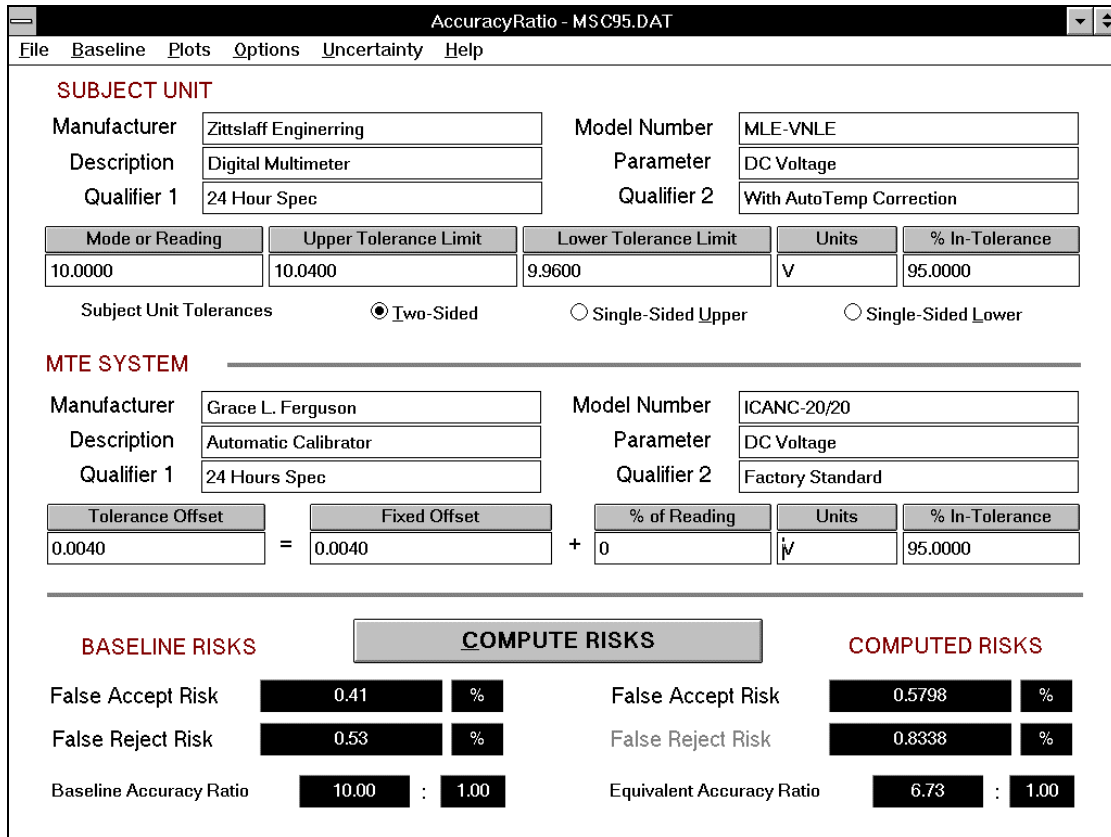 AccuracyRatio - MSC95.DAT
File Baseline Plots Options Uncertainty Help
SUBJECT UNIT
Manufacturer Zittslaff Enginerring Model Number MLE-VNLE
Description Digital Multimeter Parameter DC Voltage
Qualifier 1 24 Hour Spec Qualifier 2 With AutoTemp Correction
Mode or Reading Upper Tolerance Limit Lower Tolerance Limit Units % In-Tolerance
10.0000 10.0400 9.9600 V 95.0000
Subject Unit Tolerances Two-Sided Single-Sided Upper Single-Sided Lower
MTE SYSTEM
Manufacturer Grace L. Ferguson Model Number ICANC-20/20
Description Automatic Calibrator Parameter DC Voltage
Qualifier 1 24 Hours Spec Qualifier 2 Factory Standard
Tolerance Offset Fixed Offset % of Reading Units % In-Tolerance
0.0040 = 0.0040 + 0 V 95.0000
BASELINE RISKS COMPUTE RISKS COMPUTED RISKS
False Accept Risk 0.41 % False Accept Risk 0.5798 %
False Reject Risk 0.53 % False Reject Risk 0.8338 %
Baseline Accuracy Ratio 10.00 : 1.00 Equivalent Accuracy Ratio 6.73 : 1.00